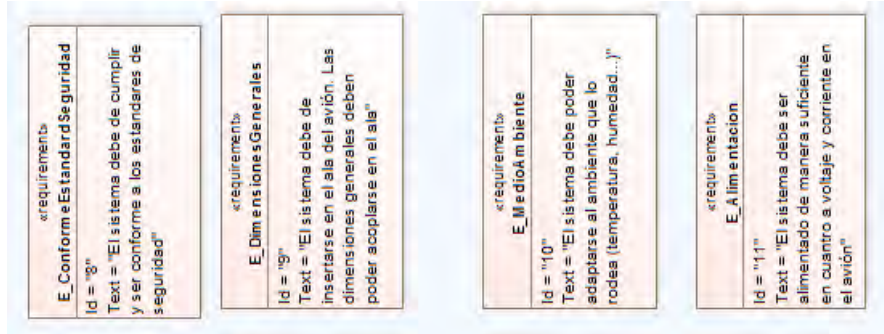 «requirement»
E_ConformeEstandardSeguridad
Id = "8"
Text = "El sistema debe de cumplir
y ser conforme a los estandares de
seguridad"
«requirement»
E_DimensionesGenerales
Id = "9"
Text = "El sistema debe de
insertarse en el ala del avión. Las
dimensiones generales deben
poder acoplarse en el ala"
«requirement»
E_MedioAmbiente
Id = "10"
Text = "El sistema debe poder
adaptarse al ambiente que lo
rodea (temperatura, humedad...)"
«requirement»
E_Alimentacion
Id = "11"
Text = "El sistema debe ser
alimentado de manera suficiente
en cuantro a voltaje y corriente en
el avión"